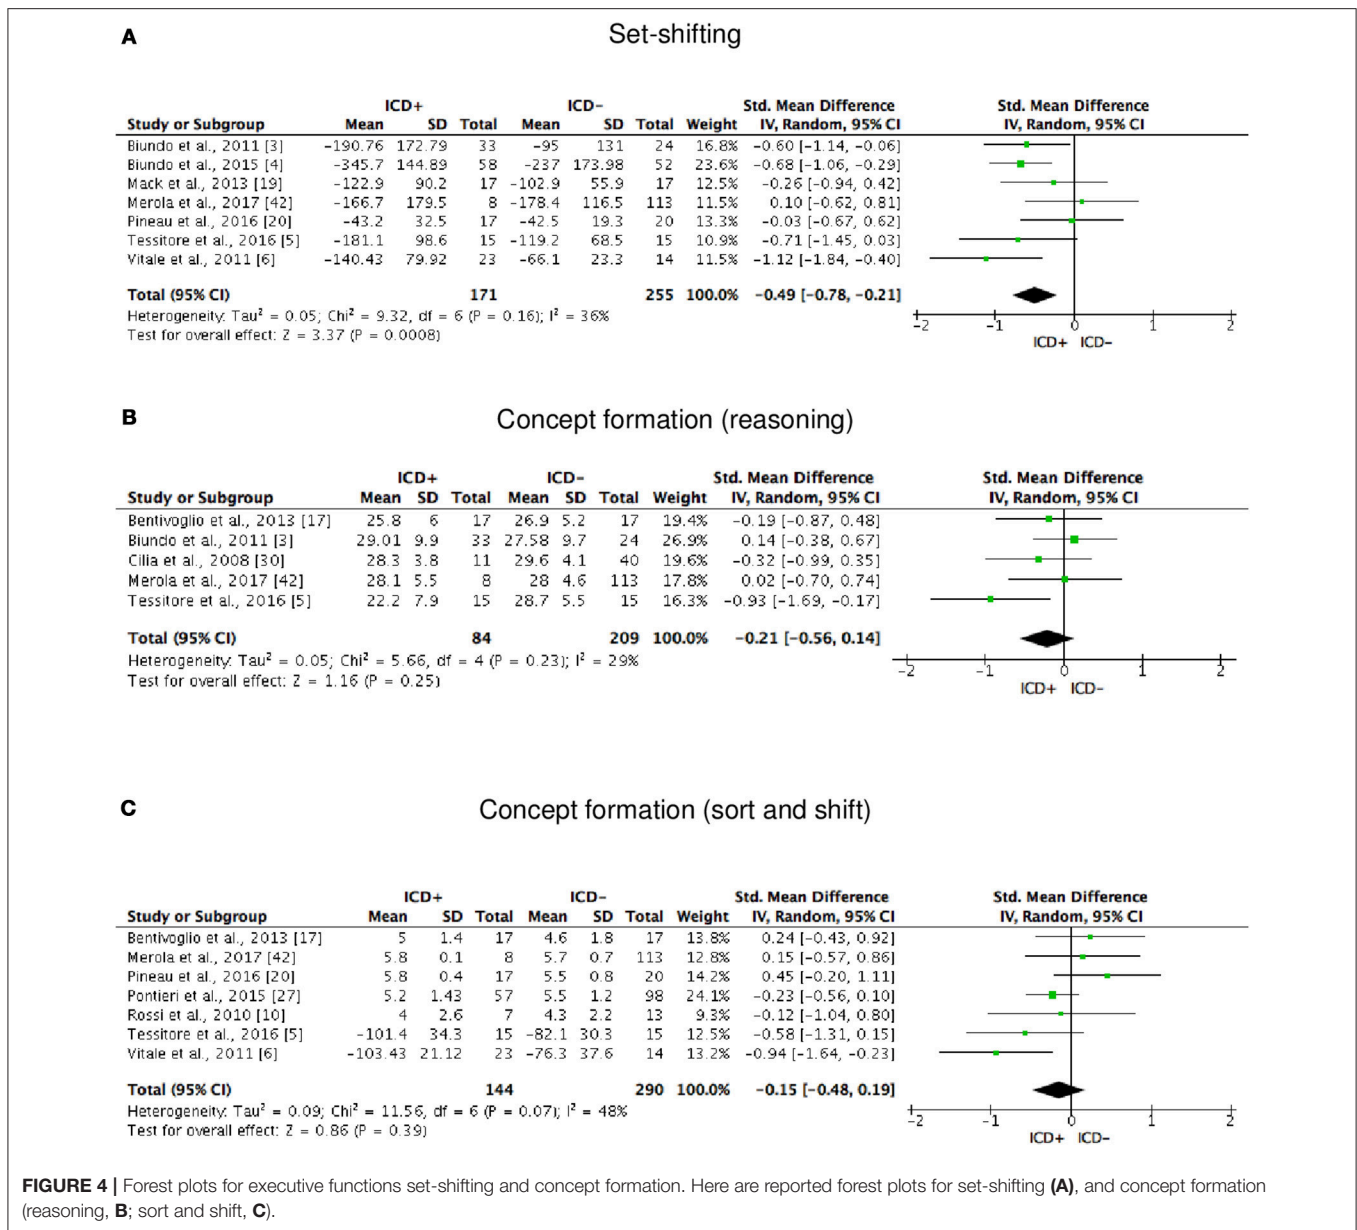 A
Set-shifting
ICD+ ICD− Std. Mean Difference Std. Mean Difference
Study or Subgroup Mean SD Total Mean SD Total Weight IV, Random, 95% CI IV, Random, 95% CI
Biundo et al., 2011 [3] −190.76 172.79 33 −95 131 24 16.8% −0.60 [−1.14, −0.06]
Biundo et al., 2015 [4] −345.7 144.89 58 −237 173.98 52 23.6% −0.68 [−1.06, −0.29]
Mack et al., 2013 [19] −122.9 90.2 17 −102.9 55.9 17 12.5% −0.26 [−0.94, 0.42]
Merola et al., 2017 [42] −166.7 179.5 8 −178.4 116.5 113 11.5% 0.10 [−0.62, 0.81]
Pineau et al., 2016 [20] −43.2 32.5 17 −42.5 19.3 20 13.3% −0.03 [−0.67, 0.62]
Tessitore et al., 2016 [5] −181.1 98.6 15 −119.2 68.5 15 10.9% −0.71 [−1.45, 0.03]
Vitale et al., 2011 [6] −140.43 79.92 23 −66.1 23.3 14 11.5% −1.12 [−1.84, −0.40]
Total (95% CI) 171 255 100.0% −0.49 [−0.78, −0.21]
Heterogeneity: Tau² = 0.05; Chi² = 9.32, df = 6 (P = 0.16); I² = 36%
Test for overall effect: Z = 3.37 (P = 0.0008)
−2 −1 0 1 2
ICD+ ICD−
B
Concept formation (reasoning)
ICD+ ICD− Std. Mean Difference Std. Mean Difference
Study or Subgroup Mean SD Total Mean SD Total Weight IV, Random, 95% CI IV, Random, 95% CI
Bentivoglio et al., 2013 [17] 25.8 6 17 26.9 5.2 17 19.4% −0.19 [−0.87, 0.48]
Biundo et al., 2011 [3] 29.01 9.9 33 27.58 9.7 24 26.9% 0.14 [−0.38, 0.67]
Cilia et al., 2008 [30] 28.3 3.8 11 29.6 4.1 40 19.6% −0.32 [−0.99, 0.35]
Merola et al., 2017 [42] 28.1 5.5 8 28 4.6 113 17.8% 0.02 [−0.70, 0.74]
Tessitore et al., 2016 [5] 22.2 7.9 15 28.7 5.5 15 16.3% −0.93 [−1.69, −0.17]
Total (95% CI) 84 209 100.0% −0.21 [−0.56, 0.14]
Heterogeneity: Tau² = 0.05; Chi² = 5.66, df = 4 (P = 0.23); I² = 29%
Test for overall effect: Z = 1.16 (P = 0.25)
−2 −1 0 1 2
ICD+ ICD−
C
Concept formation (sort and shift)
ICD+ ICD− Std. Mean Difference Std. Mean Difference
Study or Subgroup Mean SD Total Mean SD Total Weight IV, Random, 95% CI IV, Random, 95% CI
Bentivoglio et al., 2013 [17] 5 1.4 17 4.6 1.8 17 13.8% 0.24 [−0.43, 0.92]
Merola et al., 2017 [42] 5.8 0.1 8 5.7 0.7 113 12.8% 0.15 [−0.57, 0.86]
Pineau et al., 2016 [20] 5.8 0.4 17 5.5 0.8 20 14.2% 0.45 [−0.20, 1.11]
Pontieri et al., 2015 [27] 5.2 1.43 57 5.5 1.2 98 24.1% −0.23 [−0.56, 0.10]
Rossi et al., 2010 [10] 4 2.6 7 4.3 2.2 13 9.3% −0.12 [−1.04, 0.80]
Tessitore et al., 2016 [5] −101.4 34.3 15 −82.1 30.3 15 12.5% −0.58 [−1.31, 0.15]
Vitale et al., 2011 [6] −103.43 21.12 23 −76.3 37.6 14 13.2% −0.94 [−1.64, −0.23]
Total (95% CI) 144 290 100.0% −0.15 [−0.48, 0.19]
Heterogeneity: Tau² = 0.09; Chi² = 11.56, df = 6 (P = 0.07); I² = 48%
Test for overall effect: Z = 0.86 (P = 0.39)
−2 −1 0 1 2
ICD+ ICD−
FIGURE 4 | Forest plots for executive functions set-shifting and concept formation. Here are reported forest plots for set-shifting (A), and concept formation
(reasoning, B; sort and shift, C).